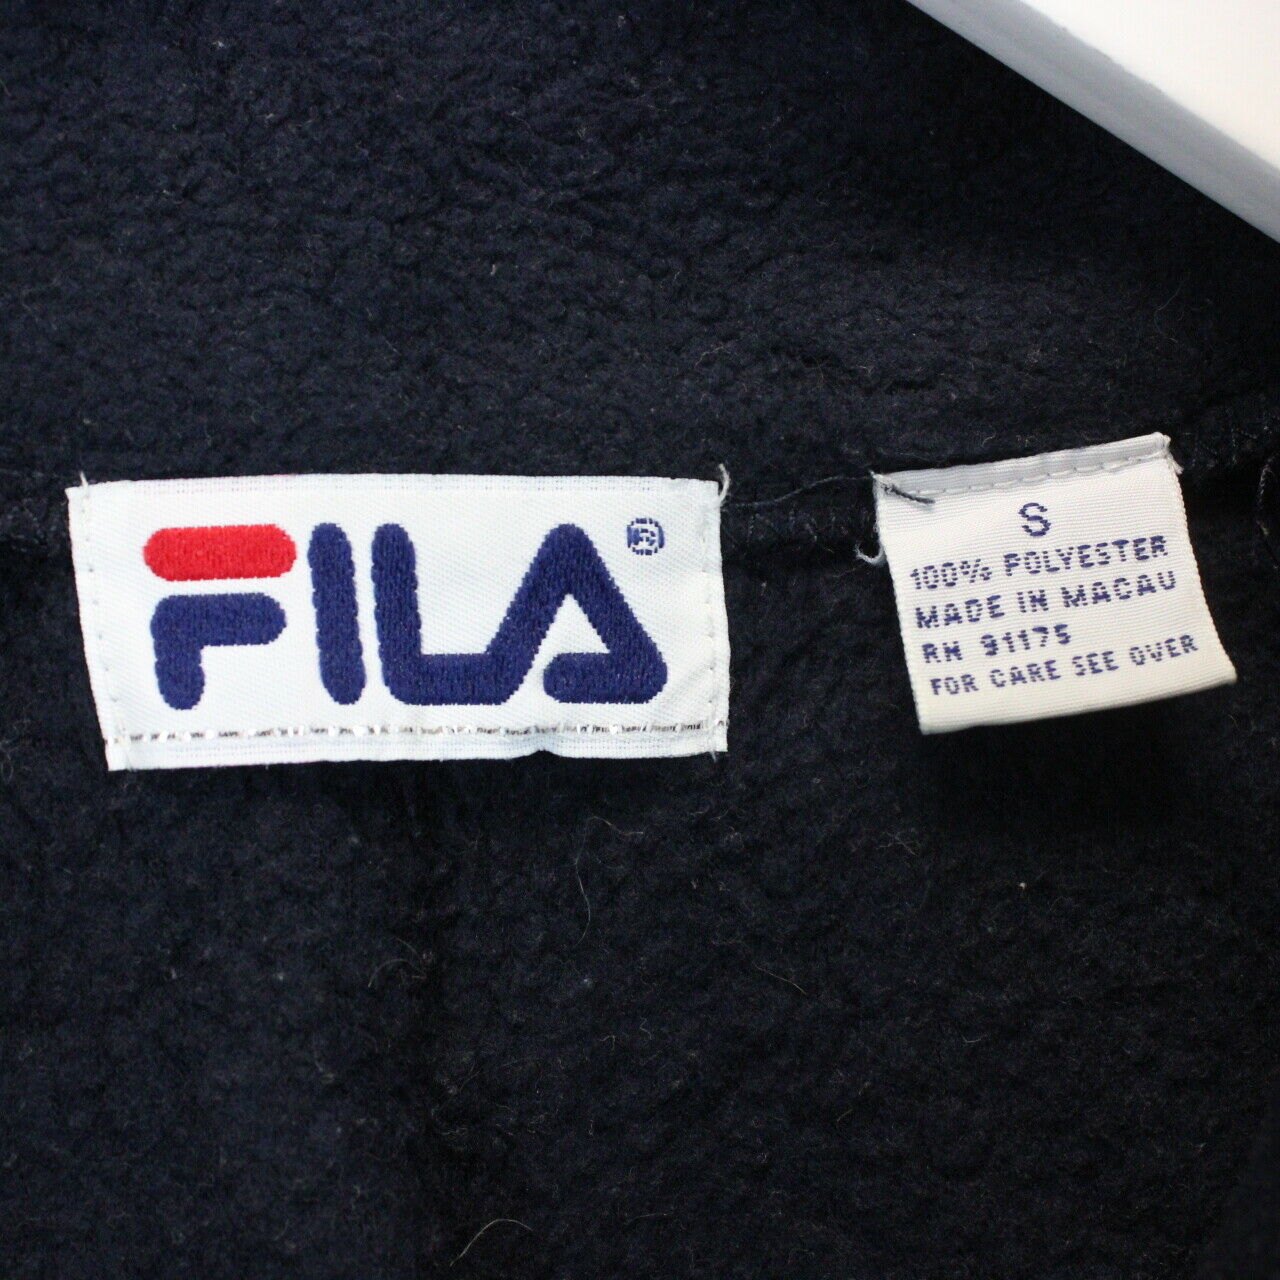 FILA®
S
100% POLYESTER
MADE IN MACAU
RN 91175
FOR CARE SEE OVER